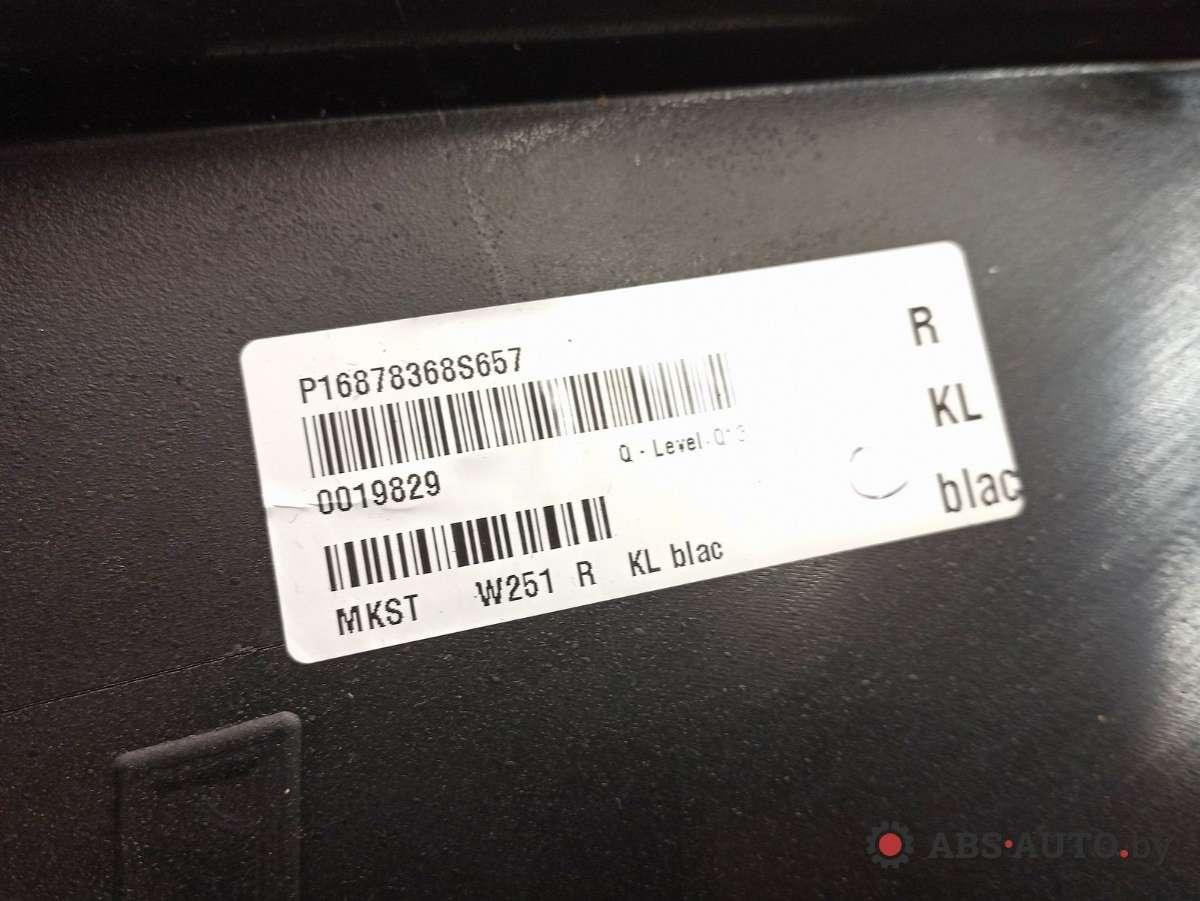 P16878368S657
0019829
Q - Level-
MKST W251 R KL blac
R
KL
blac
ABS·AUTO.by